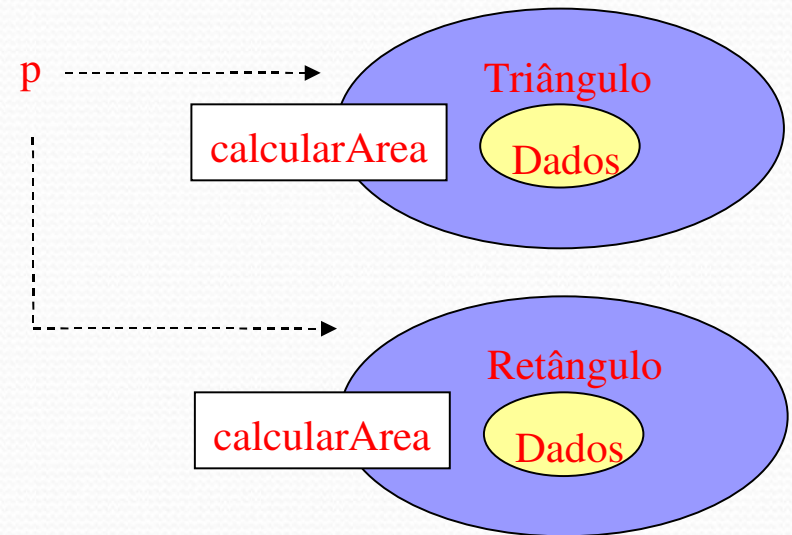 p
Triângulo
calcularArea
Dados
Retângulo
calcularArea
Dados